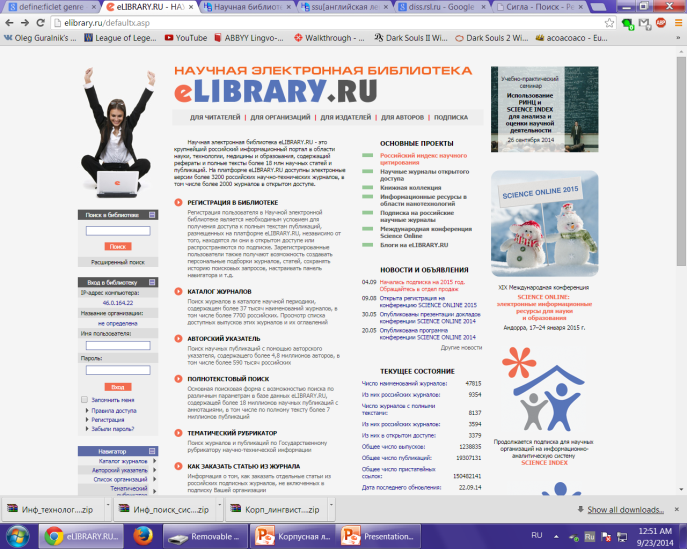 define:ficlet genre
eLIBRARY.RU - НАУ
Научная библиоте
ssu[английская ле
diss.rsl.ru - Google
Сигла - Поиск - Ре
elibrary.ru/defaultx.asp
Oleg Guralnik's ...
League of Lege...
YouTube
ABBYY Lingvo-...
Walkthrough - ...
Dark Souls II Wi...
Dark Souls 2 Wi...
acoacoaco - Eu...
НАУЧНАЯ ЭЛЕКТРОННАЯ БИБЛИОТЕКА
eLIBRARY.RU
ДЛЯ ЧИТАТЕЛЕЙ | ДЛЯ ОРГАНИЗАЦИЙ | ДЛЯ ИЗДАТЕЛЕЙ | ДЛЯ АВТОРОВ | ПОДПИСКА
Поиск в библиотеке
Поиск
Расширенный поиск
Вход в библиотеку
IP-адрес компьютера:
46.0.164.22
Название организации:
не определена
Имя пользователя:
Пароль:
Вход
Запомнить меня
Правила доступа
Регистрация
Забыли пароль?
Навигатор
Каталог журналов
Авторский указатель
Список организаций
Тематический
рубрикатор
Научная электронная библиотека eLIBRARY.RU - это
крупнейший российский информационный портал в области
науки, технологии, медицины и образования, содержащий
рефераты и полные тексты более 18 млн научных статей и
публикаций. На платформе eLIBRARY.RU доступны электронные
версии более 3200 российских научно-технических журналов, в
том числе более 2000 журналов в открытом доступе.
РЕГИСТРАЦИЯ В БИБЛИОТЕКЕ
Регистрация пользователя в Научной электронной
библиотеке является необходимым условием для
получения доступа к полным текстам публикаций,
размещенных на платформе eLIBRARY.RU, независимо от
того, находятся ли они в открытом доступе или
распространяются по подписке. Зарегистрированные
пользователи также получают возможность создавать
персональные подборки журналов, статей, сохранять
историю поисковых запросов, настраивать панель
навигатора и т.д.
КАТАЛОГ ЖУРНАЛОВ
Поиск журналов в каталоге научной периодики,
содержащем более 37 тысяч наименований журналов, в
том числе более 7700 российских. Просмотр списка
доступных выпусков этих журналов и их оглавлений
АВТОРСКИЙ УКАЗАТЕЛЬ
Поиск научных публикаций с помощью авторского
указателя, содержащего более 4,8 миллионов авторов, в
том числе более 590 тысяч российских
ПОЛНОТЕКСТОВЫЙ ПОИСК
Основная поисковая форма с возможностью поиска по
различным параметрам в базе данных eLIBRARY.RU,
содержащей более 18 миллионов научных публикаций с
аннотациями, в том числе по полному тексту более 7
миллионов публикаций
ТЕМАТИЧЕСКИЙ РУБРИКАТОР
Поиск журналов и публикаций по Государственному
рубрикатору научно-технической информации
КАК ЗАКАЗАТЬ СТАТЬЮ ИЗ ЖУРНАЛА
Информация о том, как заказать отдельные статьи из
российских подписных журналов, не включенных в
подписку Вашей организации
ОСНОВНЫЕ ПРОЕКТЫ
Российский индекс научного
цитирования
Научные журналы открытого
доступа
Книжная коллекция
Информационные ресурсы в
области нанотехнологий
Подписка на российские
научные журналы
Международная конференция
Science Online
Блоги на eLIBRARY.RU
НОВОСТИ И ОБЪЯВЛЕНИЯ
04.09 Началась подписка на 2015 год.
Обращайтесь в отдел продаж
09.08 Открыта регистрация на
конференцию SCIENCE ONLINE 2015
20.05 Опубликованы презентации докладов
конференции SCIENCE ONLINE 2014
20.05 Опубликована программа
конференции SCIENCE ONLINE 2014
Другие новости
ТЕКУЩЕЕ СОСТОЯНИЕ
Число наименований журналов: 47815
Из них российских журналов: 9354
Число журналов с полными
текстами: 8137
Из них российских журналов: 3594
Из них в открытом доступе: 3379
Общее число выпусков: 1238835
Общее число публикаций: 19307131
Общее число пристатейных
ссылок: 150482141
Дата последнего обновления: 22.09.14
Учебно-практический
семинар
Использование
РИНЦ и
SCIENCE INDEX
для анализа и
оценки научной
деятельности
26 сентября 2014
SCIENCE ONLINE 2015
XIX Международная конференция
SCIENCE ONLINE:
электронные информационные
ресурсы для науки
и образования
Андорра, 17-24 января 2015 г.
Продолжается подписка для научных
организаций на информационно-
аналитическую систему
SCIENCE INDEX
Инф_технолог....zip
Инф_поиск_сис....zip
Корп_лингвист....zip
Show all downloads...
eLIBRARY.RU...
Removable ...
Корпусная л...
Presentation...
RU
Ru
12:51 AM
9/23/2014